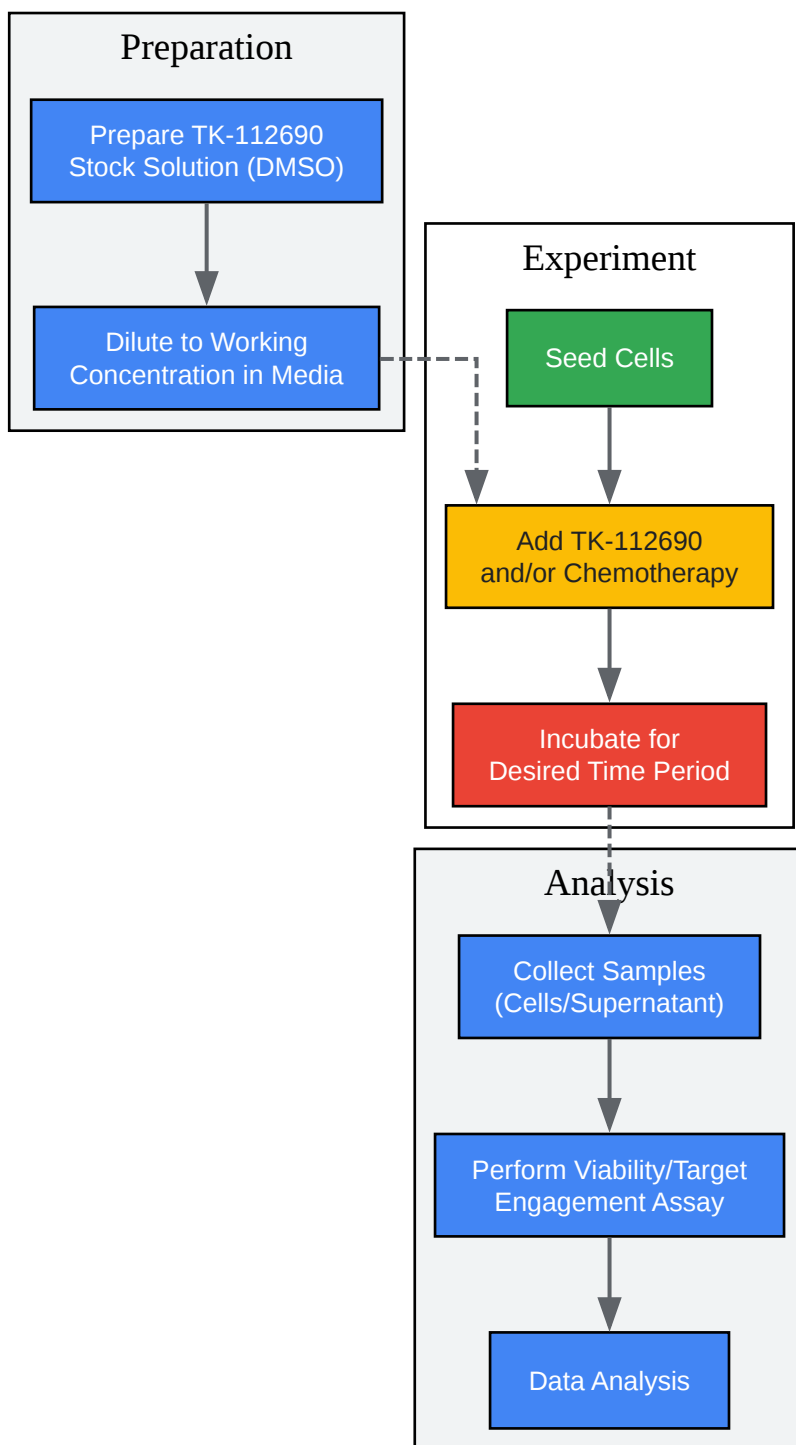 Preparation
Prepare TK-112690
Stock Solution (DMSO)
Dilute to Working
Concentration in Media
Experiment
Seed Cells
Add TK-112690
and/or Chemotherapy
Incubate for
Desired Time Period
Analysis
Collect Samples
(Cells/Supernatant)
Perform Viability/Target
Engagement Assay
Data Analysis